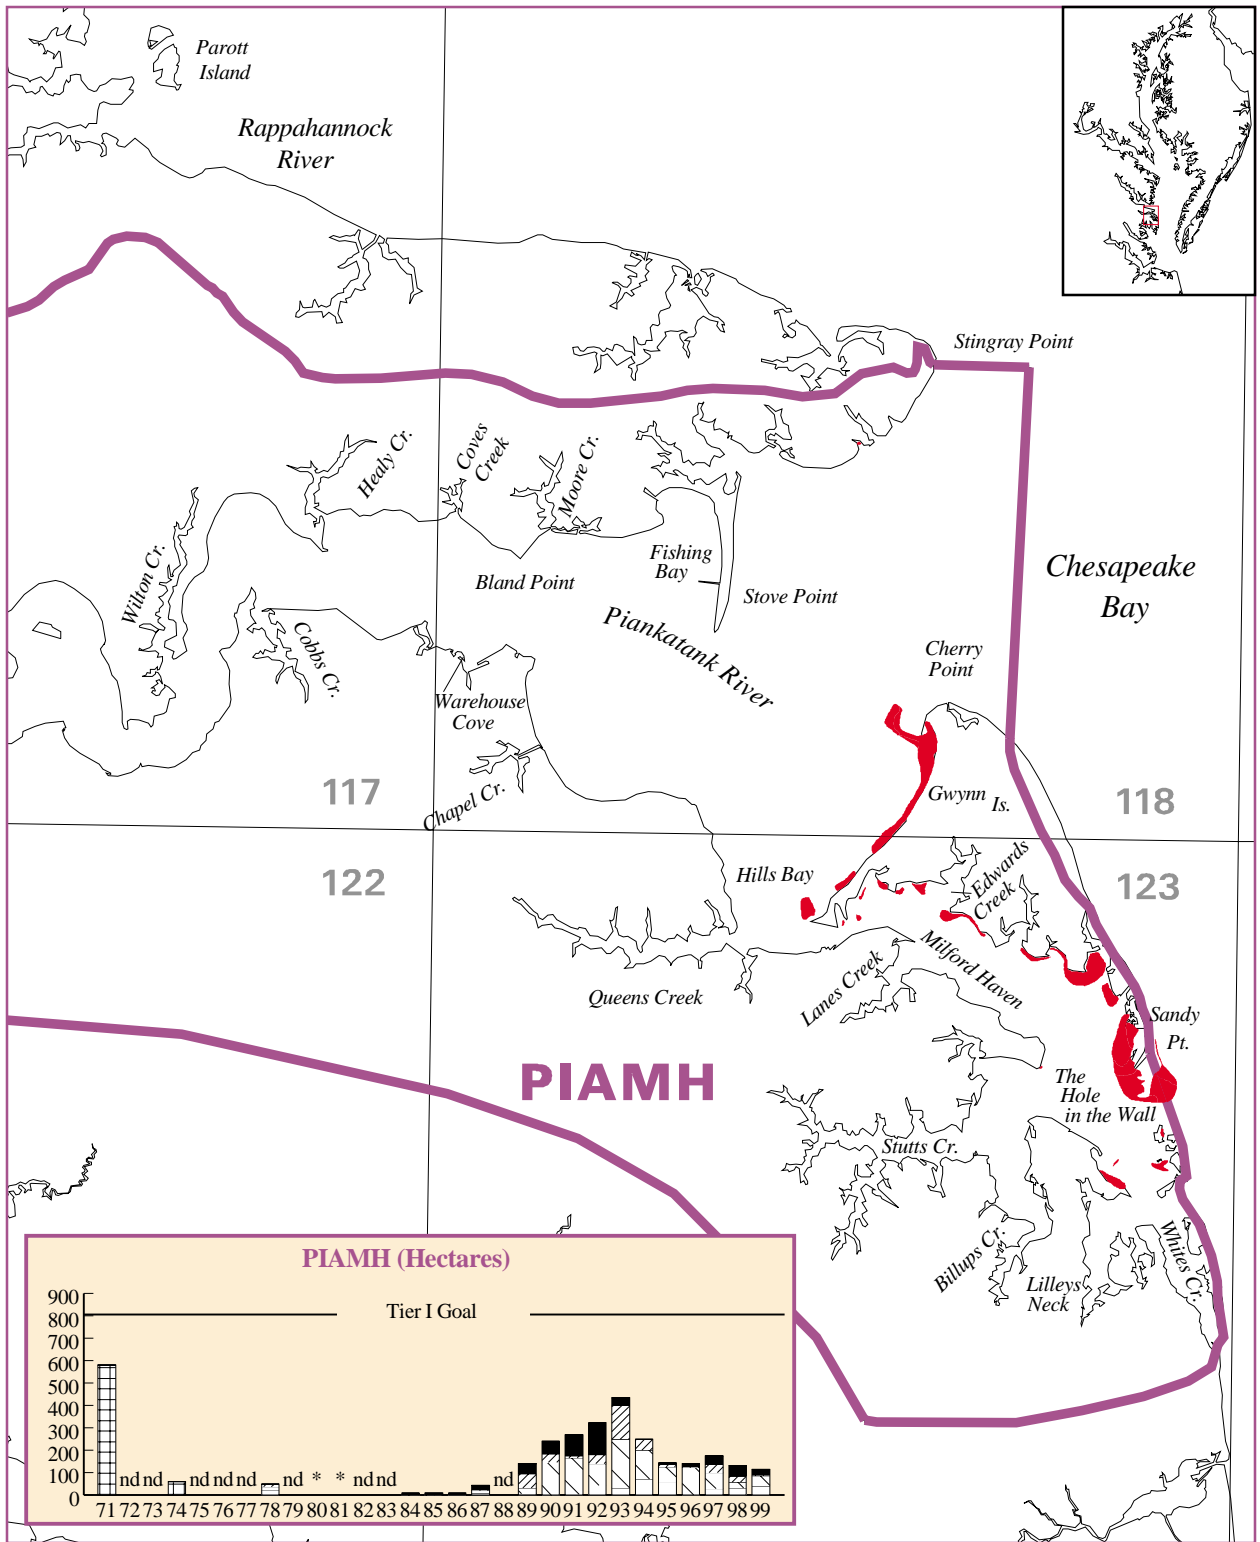 Parott
Island
Rappahannock
River
Stingray Point
Healy Cr.
Coves
Creek
Moore Cr.
Wilton Cr.
Fishing
Bay
Bland Point
Stove Point
Chesapeake
Bay
Piankatank River
Cobbs Cr.
Cherry
Point
Warehouse
Cove
Chapel Cr.
117
Gwynn Is.
118
122
Hills Bay
Edwards
Creek
123
Queens Creek
Lanes Creek
Milford Haven
Sandy
Pt.
PIAMH
The
Hole
in the Wall
Stutts Cr.
Billups Cr.
Lilleys
Neck
Whites Cr.
PIAMH (Hectares)
900
800
700
600
500
400
300
200
100
0
Tier I Goal
nd nd nd nd nd nd * * nd nd nd
71 72 73 74 75 76 77 78 79 80 81 82 83 84 85 86 87 88 89 90 91 92 93 94 95 96 97 98 99